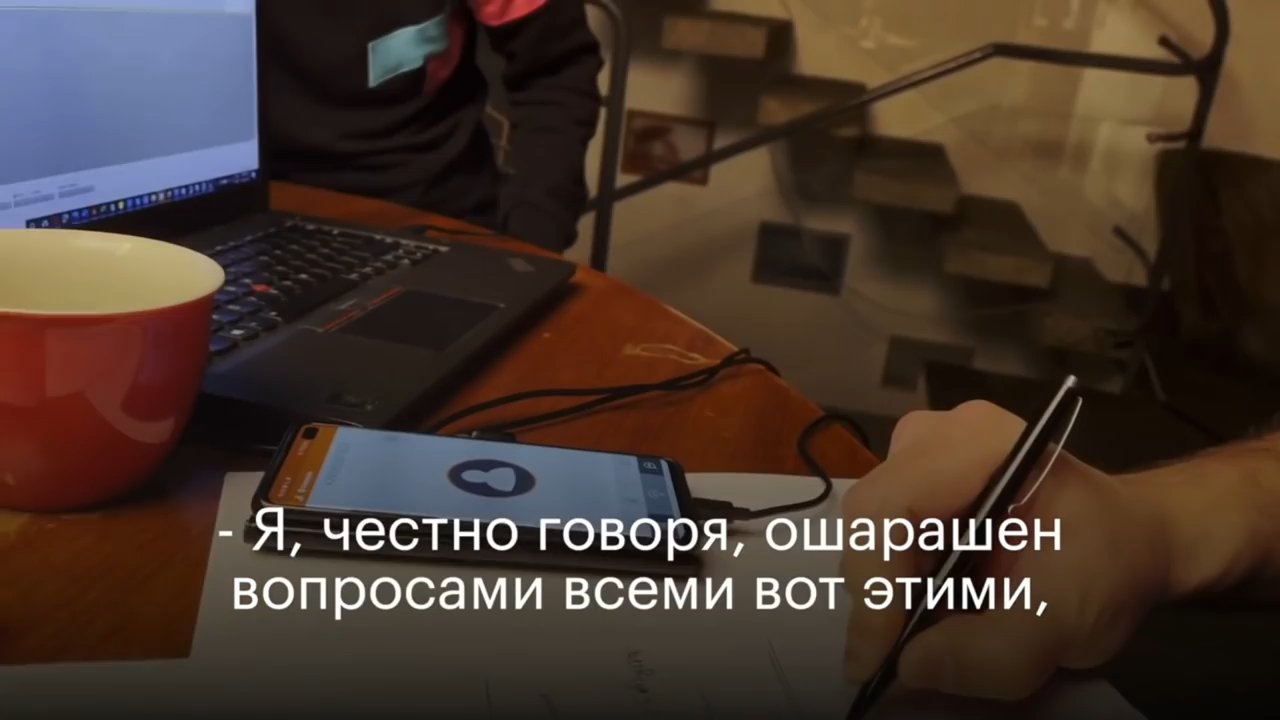 - Я, честно говоря, ошарашен
вопросами всеми вот этими,